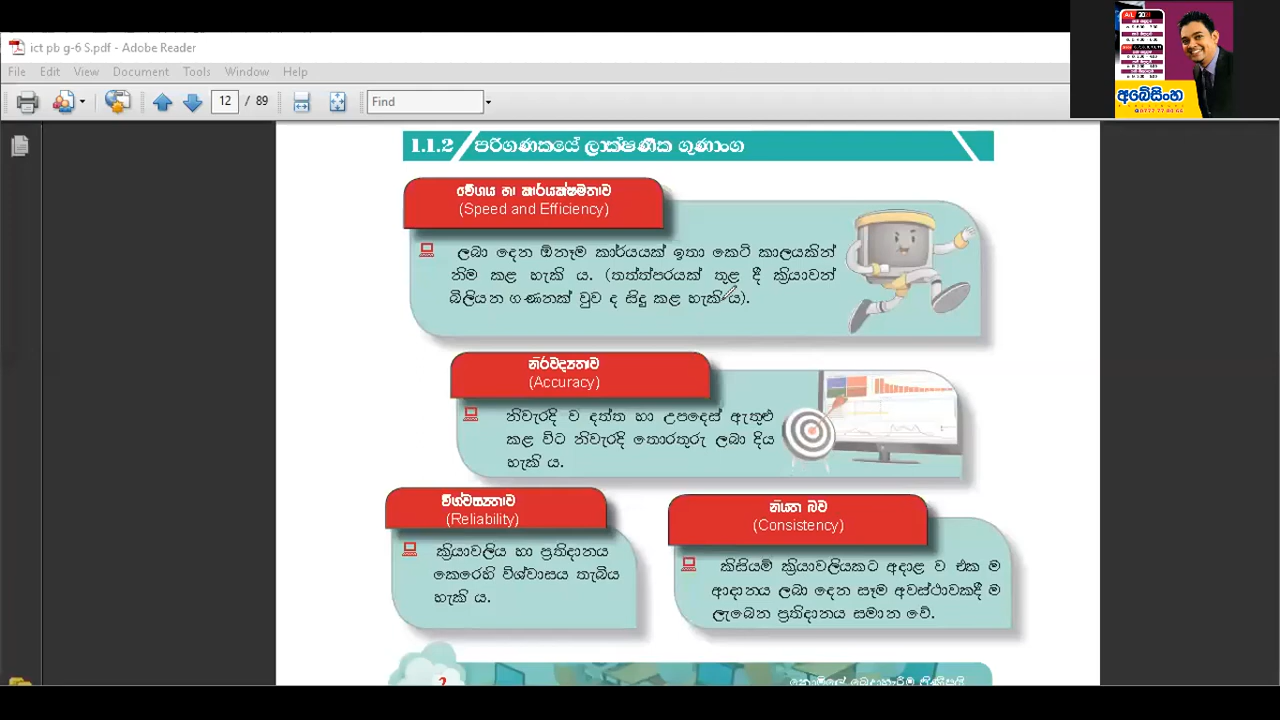 ict pb g-6 S.pdf - Adobe Reader
File Edit View Document Tools Window Help
12 / 89 Find
1.1.2 පරිගණකයේ ලාක්ෂණික ගුණාංග
වේගය හා කාර්යක්ෂමතාව
(Speed and Efficiency)
ලබා දෙන ඕනෑම කාර්යයක් ඉතා කෙටි කාලයකින්
නිම කළ හැකි ය. (තත්ත්පරයක් තුළ දී ක්‍රියාවන්
බිලියන ගණනක් වුව ද සිදු කළ හැකි ය).
නිරවද්‍යතාව
(Accuracy)
නිවැරදි ව දත්ත හා උපදෙස් ඇතුළු
කළ විට නිවැරදි තොරතුරු ලබා දිය
හැකි ය.
විශ්වාස්‍යතාව
(Reliability)
ක්‍රියාවලිය හා ප්‍රතිදානය
කෙරෙහි විශ්වාසය තැබිය
හැකි ය.
නියත බව
(Consistency)
කිසියම් ක්‍රියාවලියකට අදාළ ව එක ම
ආදානය ලබා දෙන සෑම අවස්ථාවකදී ම
ලැබෙන ප්‍රතිදානය සමාන වේ.
2
අබේසිංහ